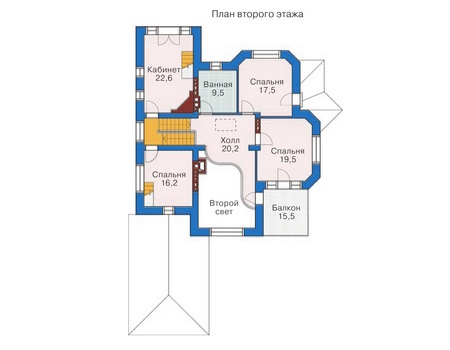 План второго этажа
Кабинет
22,6
Ванная
9,5
Спальня
17,5
Холл
20,2
Спальня
19,5
Спальня
16,2
Второй
свет
Балкон
15,5